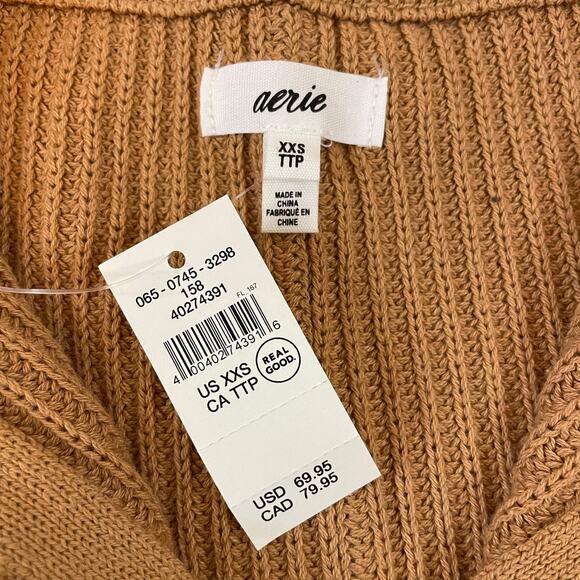 aerie
XXS
TTP
MADE IN
CHINA
FABRIQUÉ EN
CHINE
065-0745-3298
158
40274391
FL 167
4 00402 74391 6
US XXS
CA TTP
REAL
GOOD.
USD 69.95
CAD 79.95